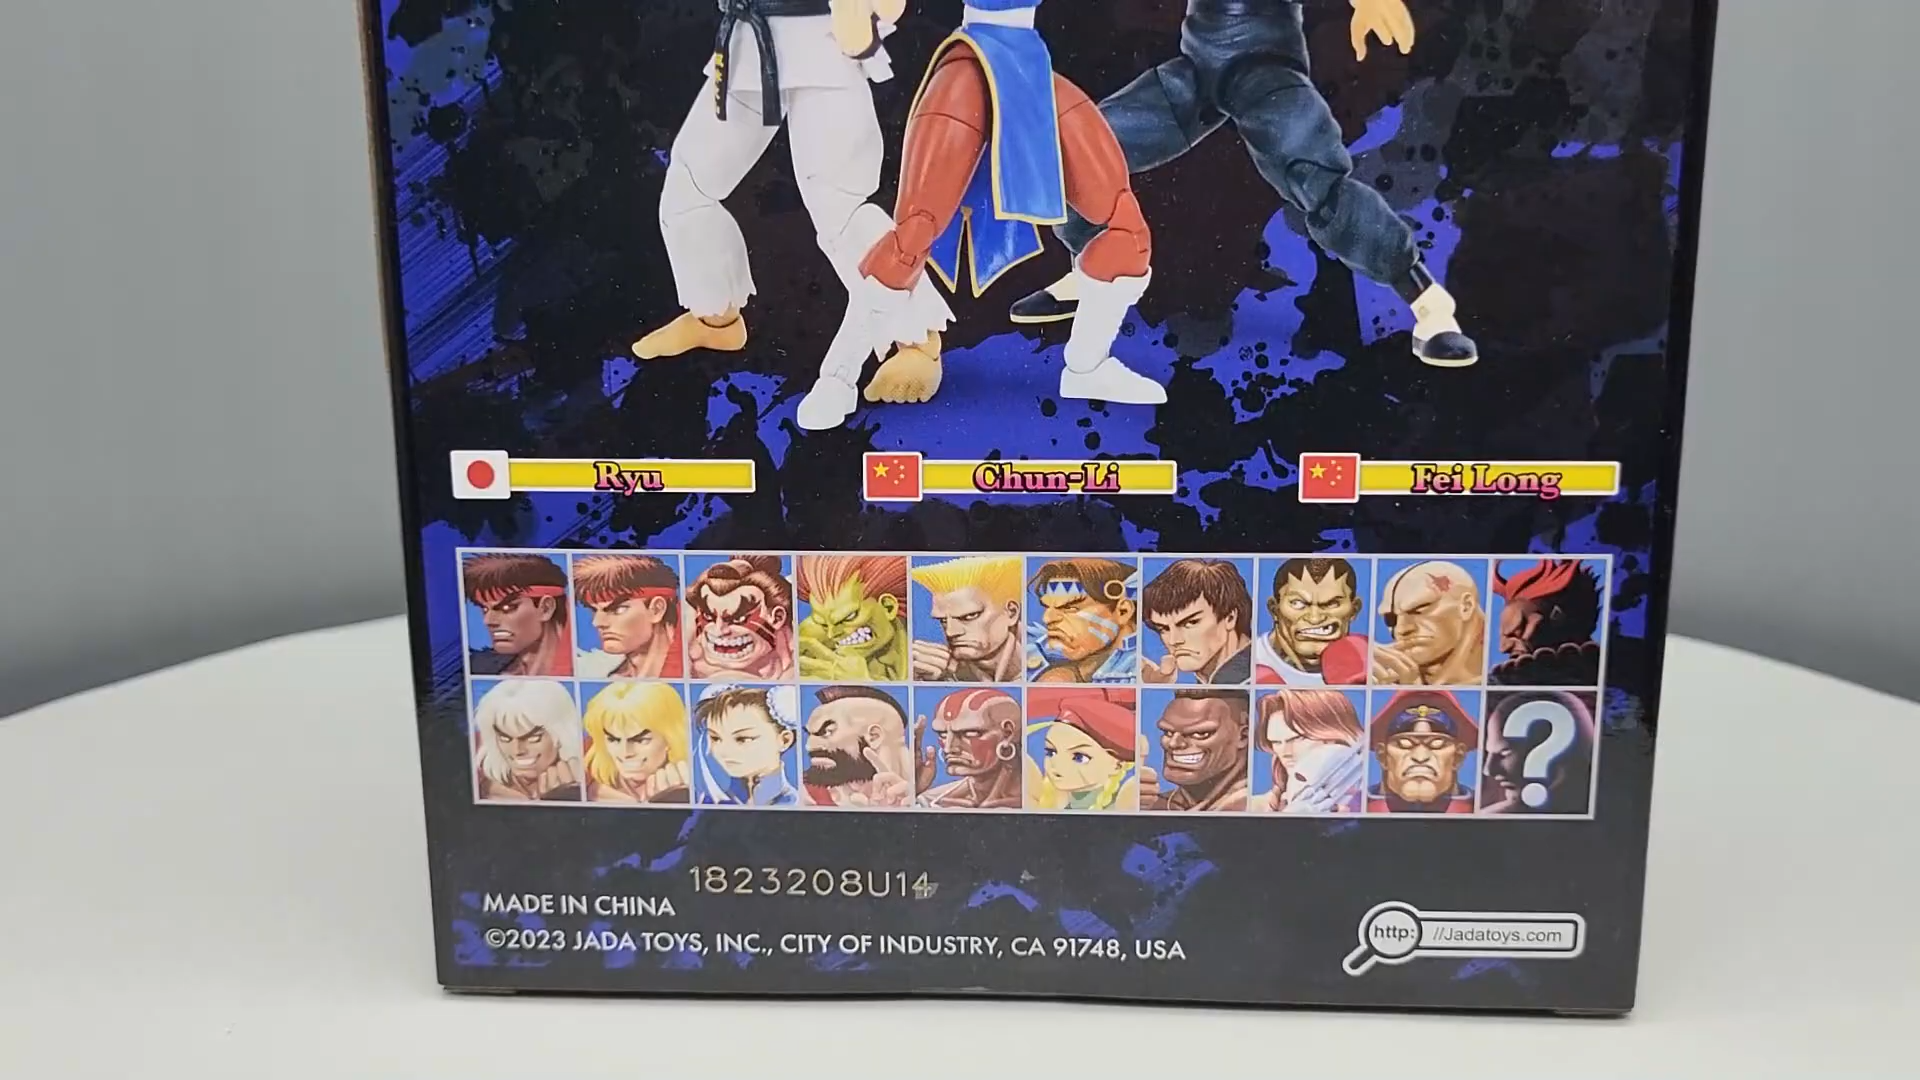 Ryu
Chun-Li
Fei Long
?
1823208U14
MADE IN CHINA
©2023 JADA TOYS, INC., CITY OF INDUSTRY, CA 91748, USA
http: //Jadatoys.com